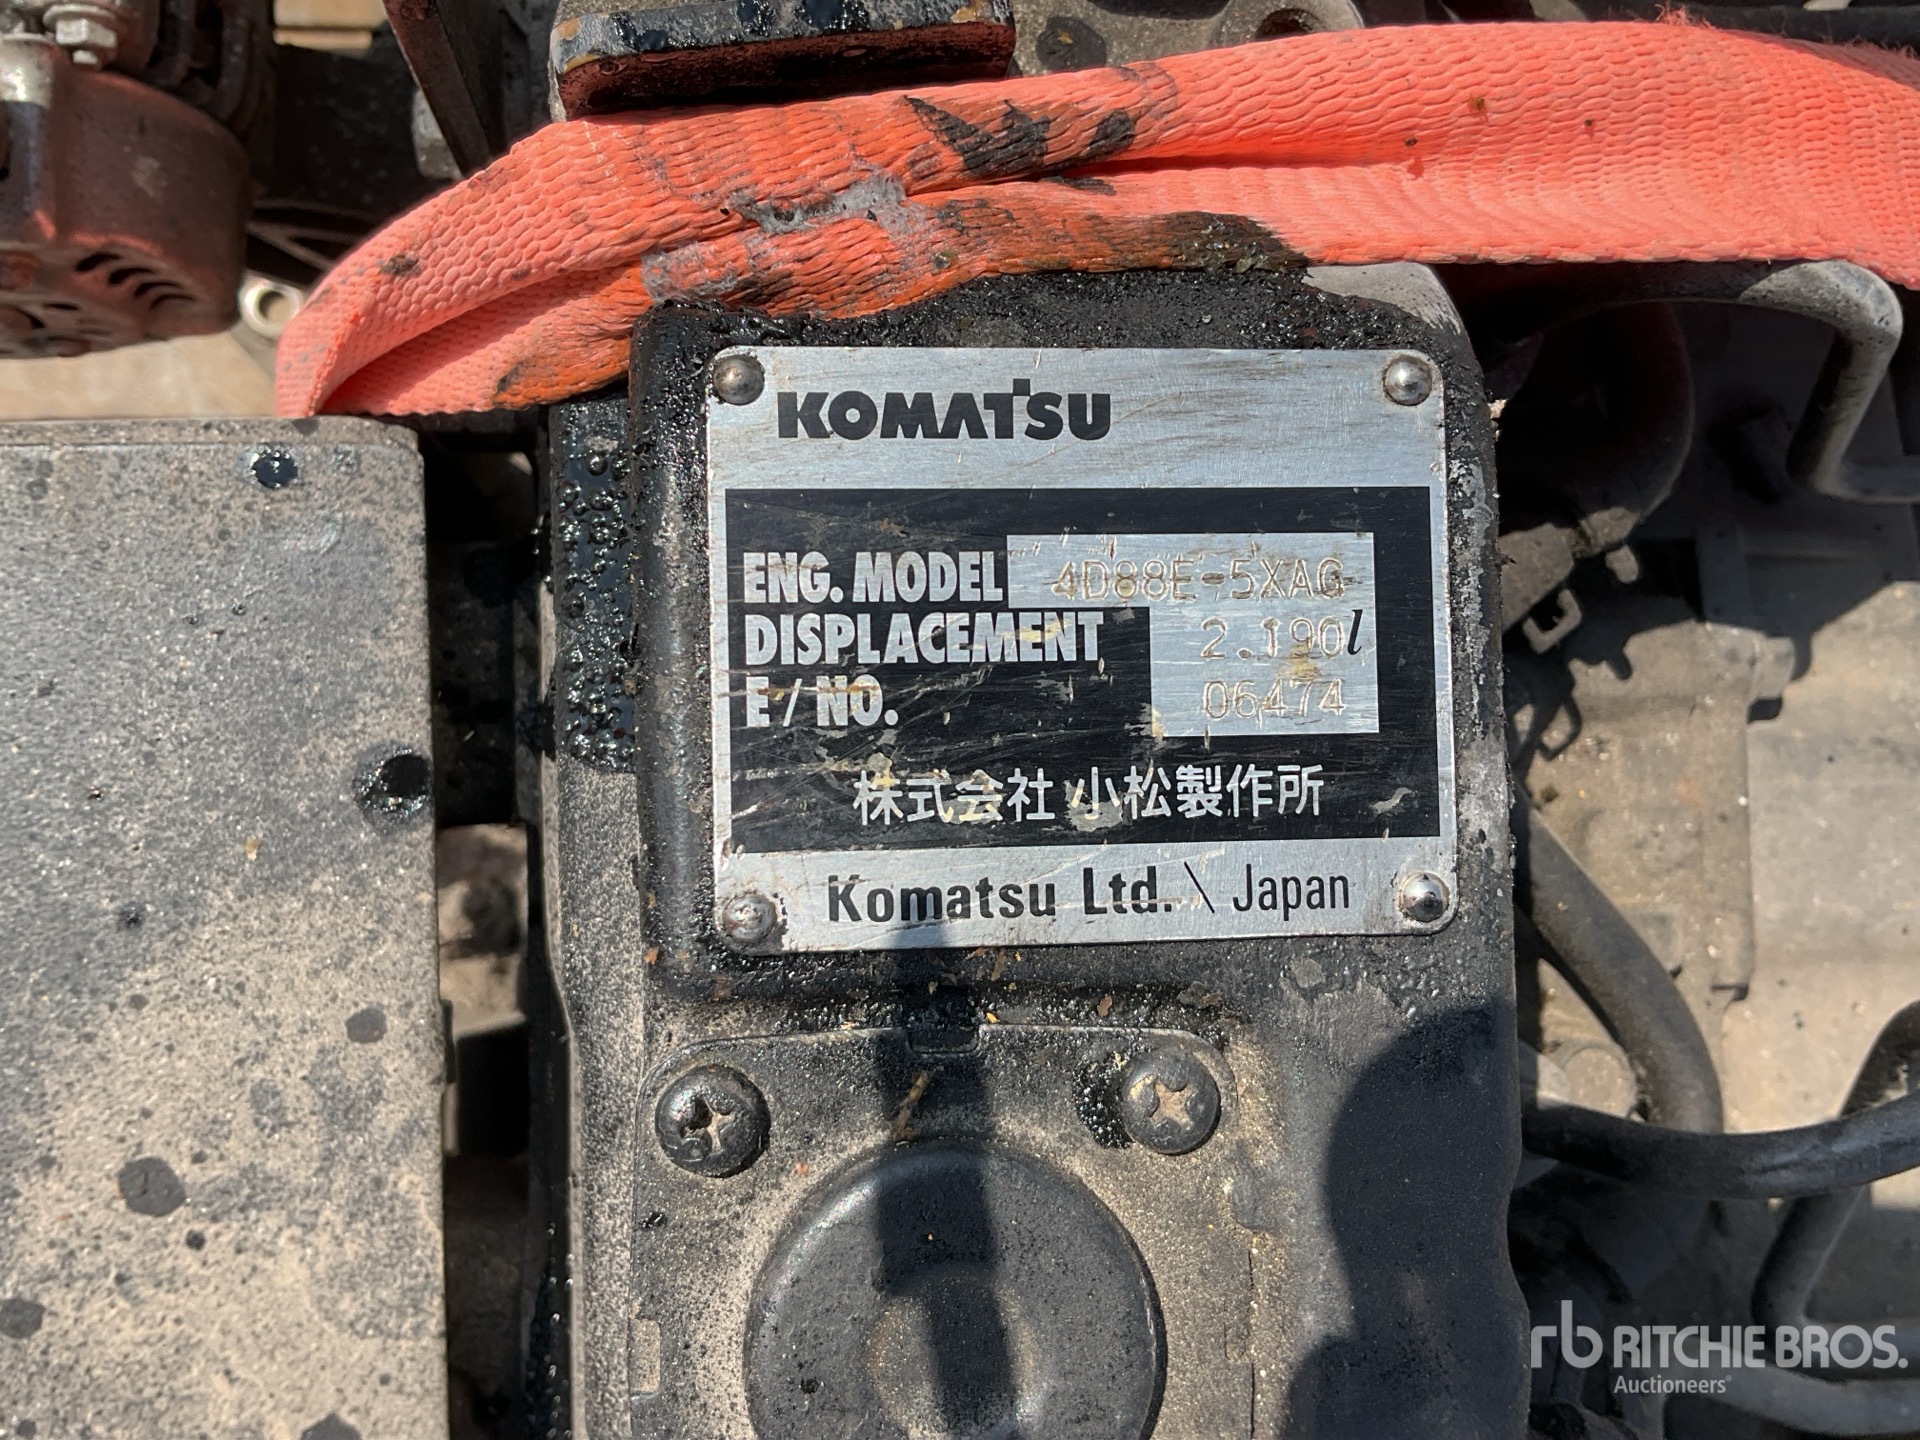 KOMATSU
ENG. MODEL 4D88E-5XAG
DISPLACEMENT 2.190l
E / NO. 06474
株式会社 小松製作所
Komatsu Ltd. \ Japan
rb RITCHIE BROS.
Auctioneers